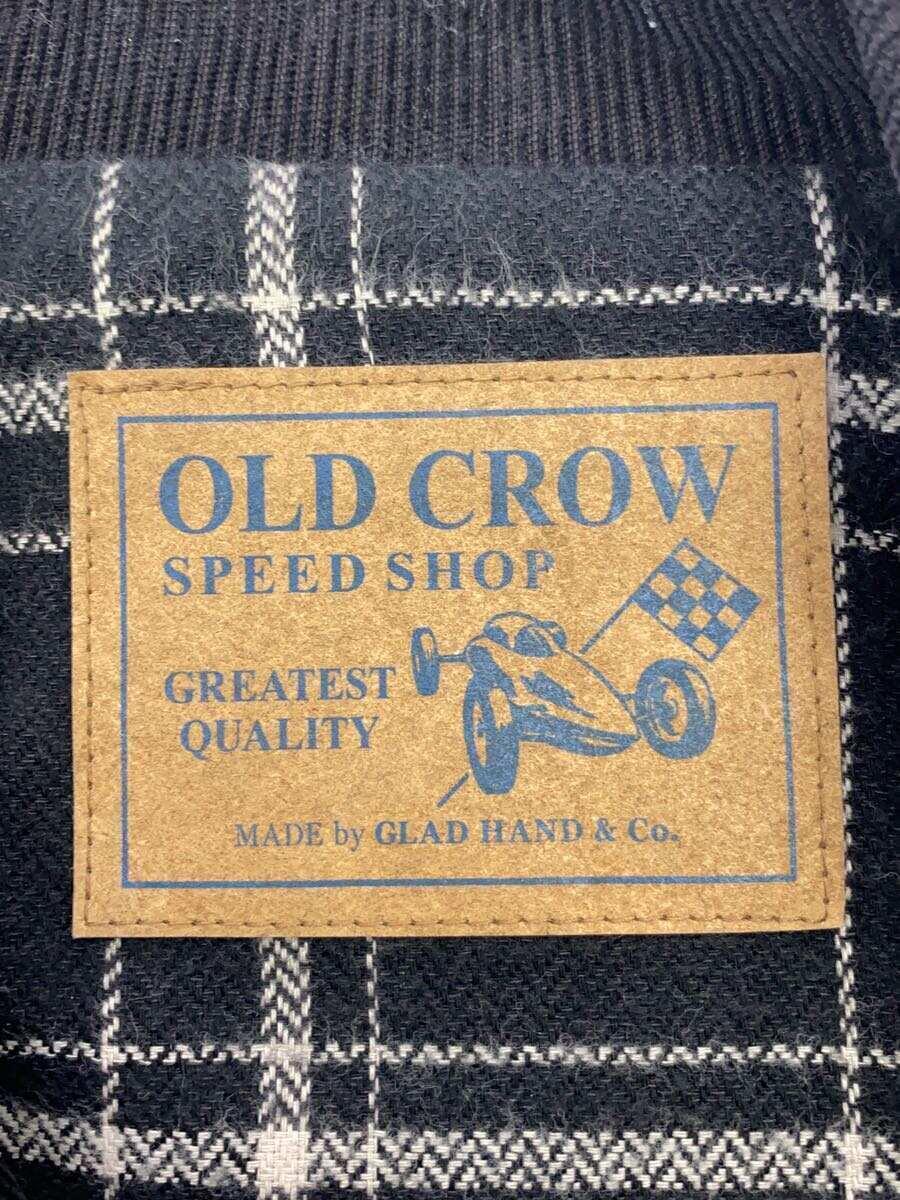 OLD CROW
SPEED SHOP
GREATEST
QUALITY
MADE by GLAD HAND & Co.